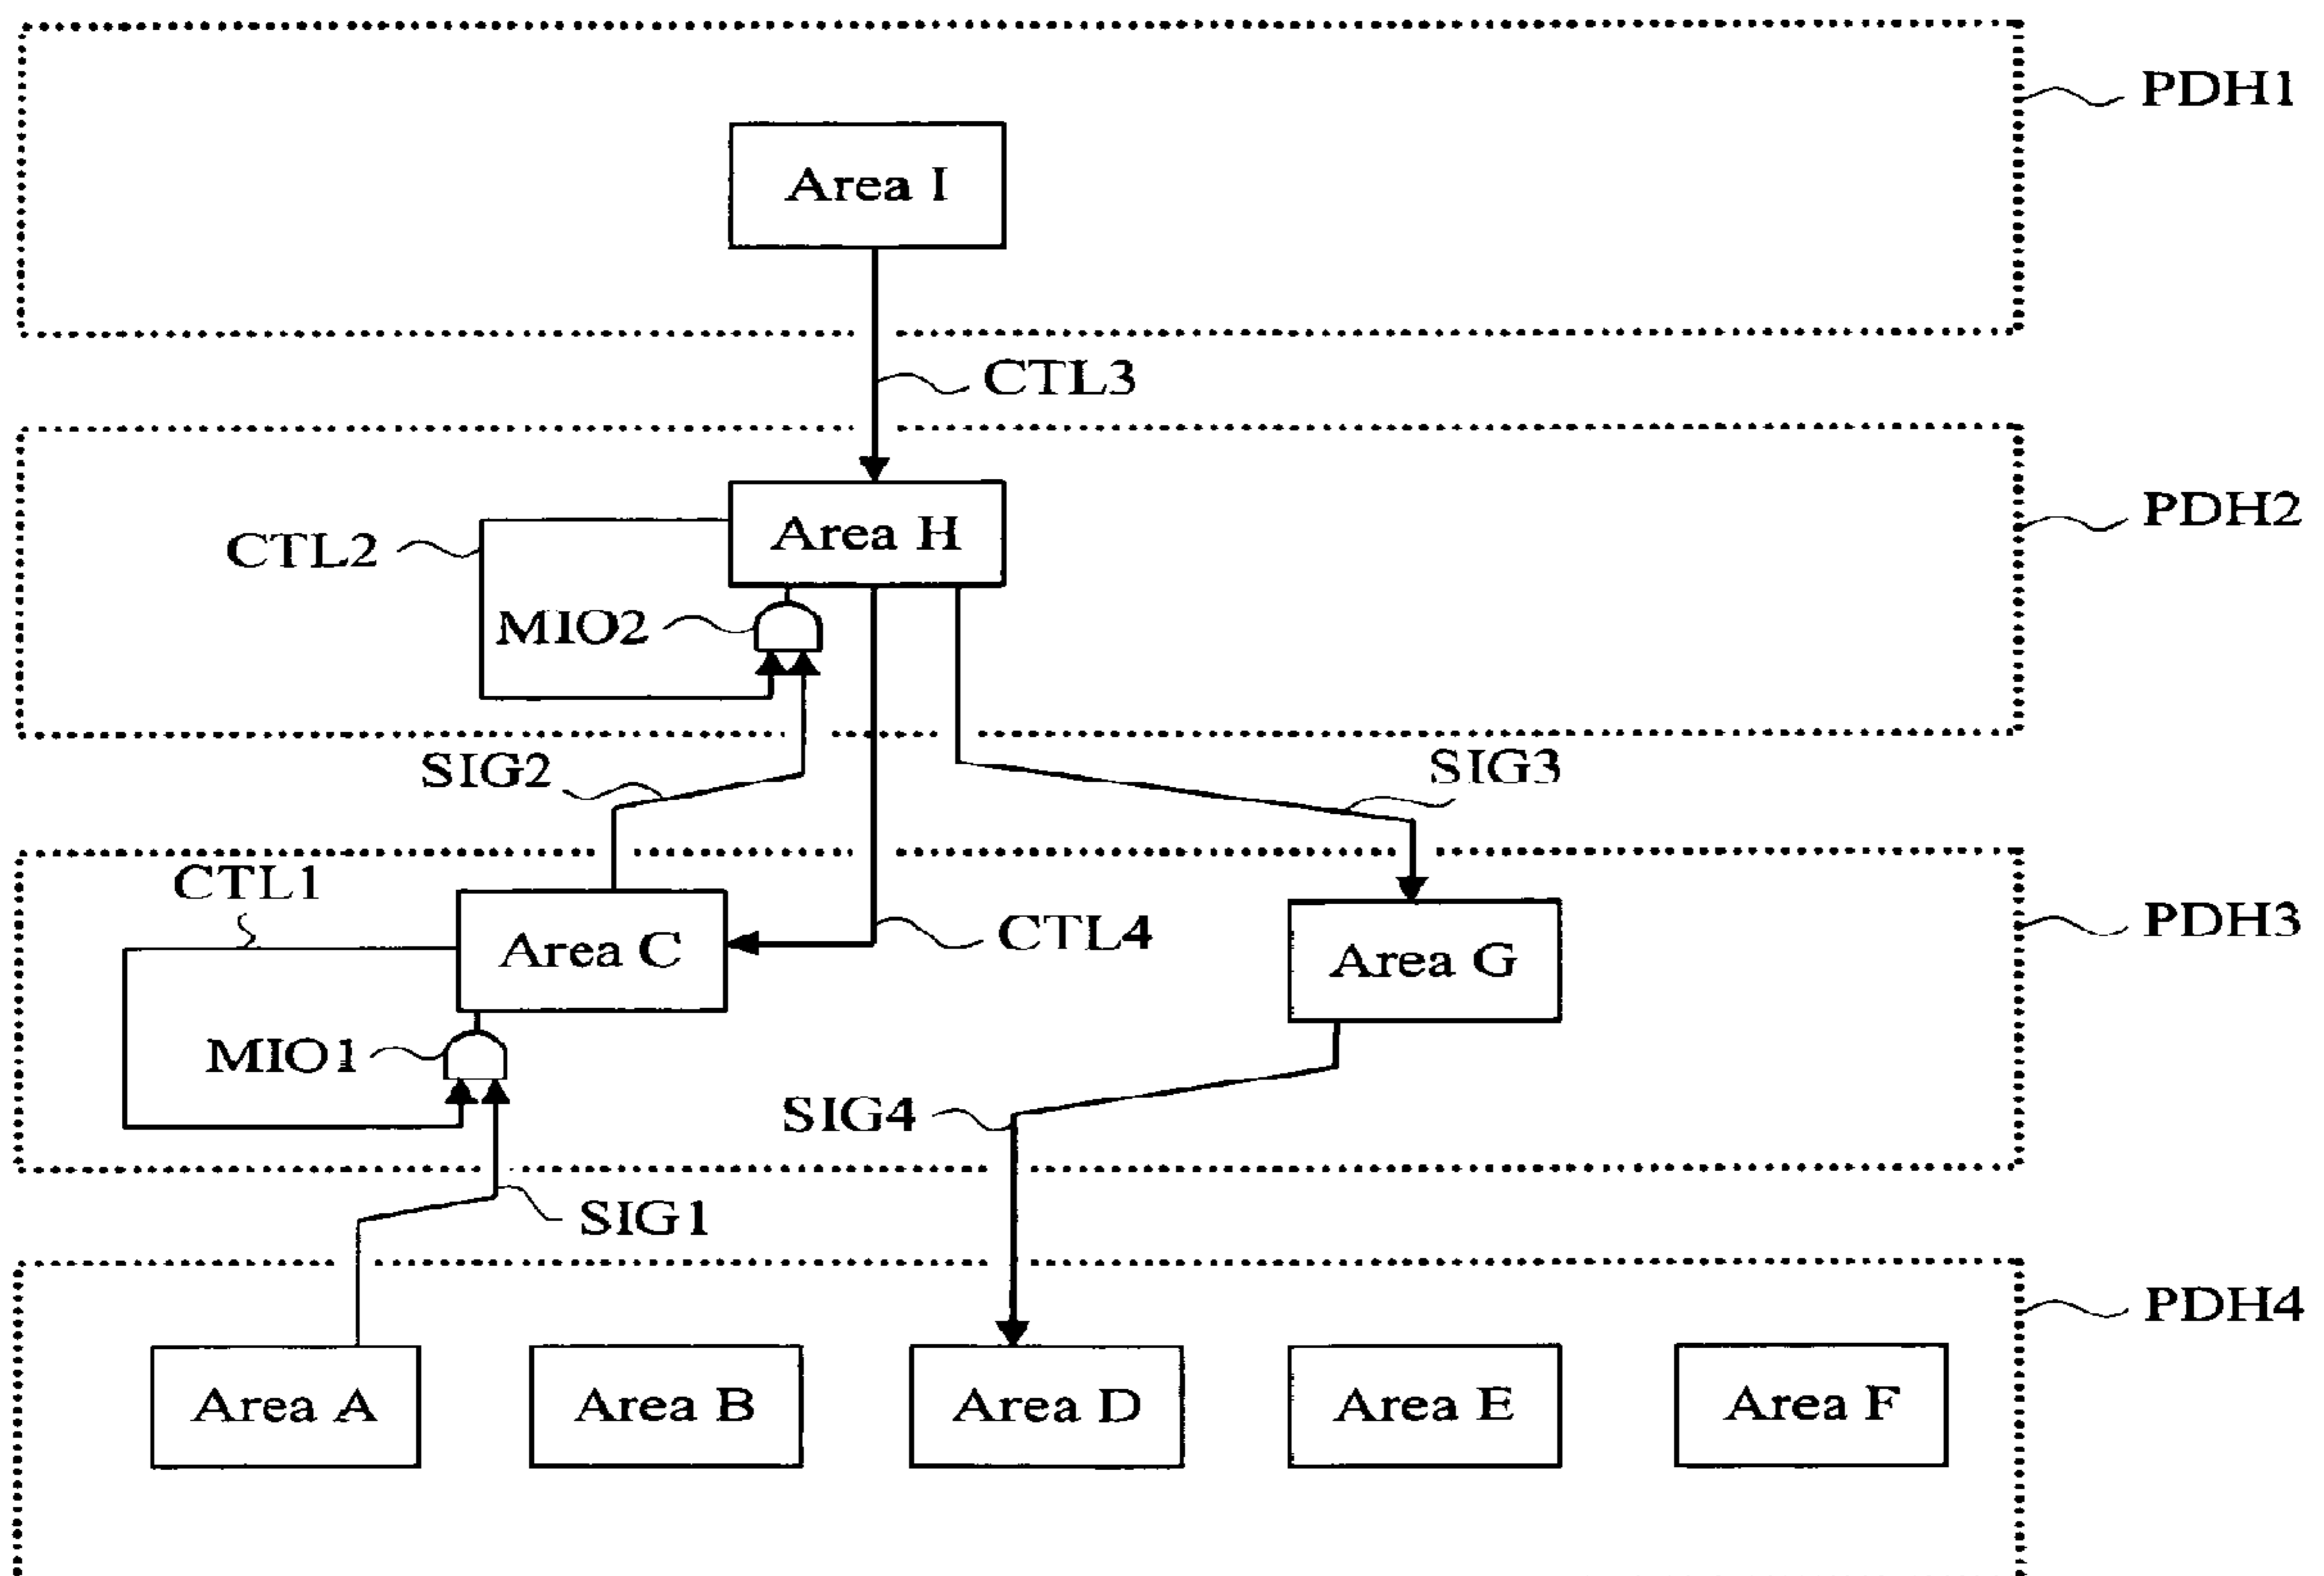 PDH1
Area I
CTL3
PDH2
Area H
CTL2
MIO2
SIG2
SIG3
CTL1
PDH3
Area C
CTL4
Area G
MIO1
SIG4
SIG1
PDH4
Area A
Area B
Area D
Area E
Area F